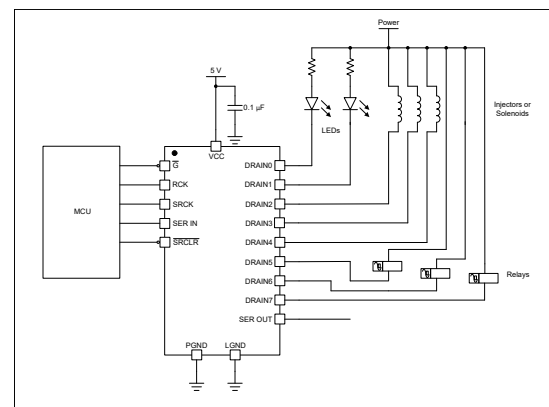 Power
5 V
0.1 µF
LEDs
Injectors or
Solenoids
VCC
MCU
G
RCK
SRCK
SER IN
SRCLR
DRAIN0
DRAIN1
DRAIN2
DRAIN3
DRAIN4
DRAIN5
DRAIN6
DRAIN7
SER OUT
Relays
PGND
LGND